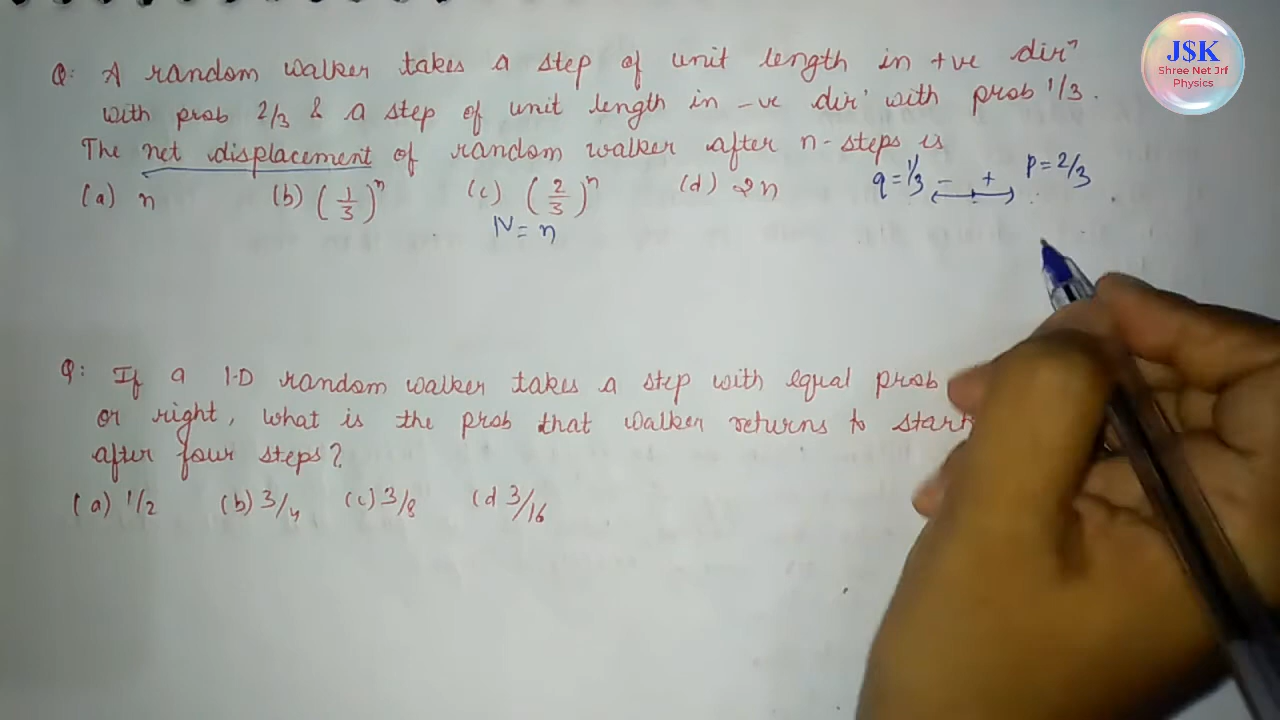 J$K
Shree Net Jrf
Physics
Q: A random walker takes a step of unit length in +ve dirⁿ
with prob 2/3 & a step of unit length in -ve dir' with prob 1/3.
The net displacement of random walker after n-steps is
(a) n (b) (1/3)ⁿ (c) (2/3)ⁿ (d) 2n
q = 1/3 - + p = 2/3
N = n
Q: If a 1-D random walker takes a step with equal prob
or right, what is the prob that walker returns to start
after four steps?
(a) 1/2 (b) 3/4 (c) 3/8 (d 3/16